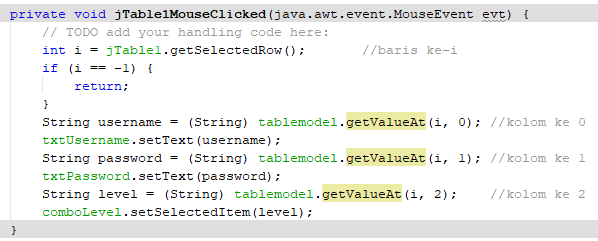 private void jTable1MouseClicked(java.awt.event.MouseEvent evt) {
// TODO add your handling code here:
int i = jTable1.getSelectedRow(); //baris ke-i
if (i == -1) {
return;
}
String username = (String) tablemodel.getValueAt(i, 0); //kolom ke 0
txtUsername.setText(username);
String password = (String) tablemodel.getValueAt(i, 1); //kolom ke 1
txtPassword.setText(password);
String level = (String) tablemodel.getValueAt(i, 2); //kolom ke 2
comboLevel.setSelectedItem(level);
}